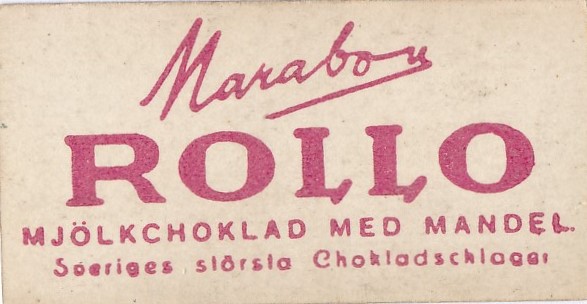 Marabou
ROLLO
MJÖLKCHOKLAD MED MANDEL.
Sveriges största Chokladschlager